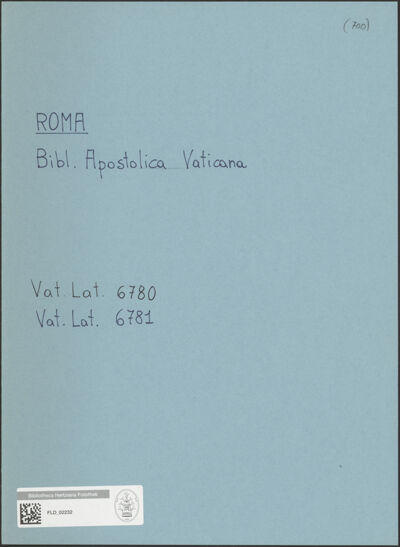 (700)
ROMA
Bibl. Apostolica Vaticana
Vat. Lat. 6780
Vat. Lat. 6781
Bibliotheca Hertziana Fotothek
FLD_02232